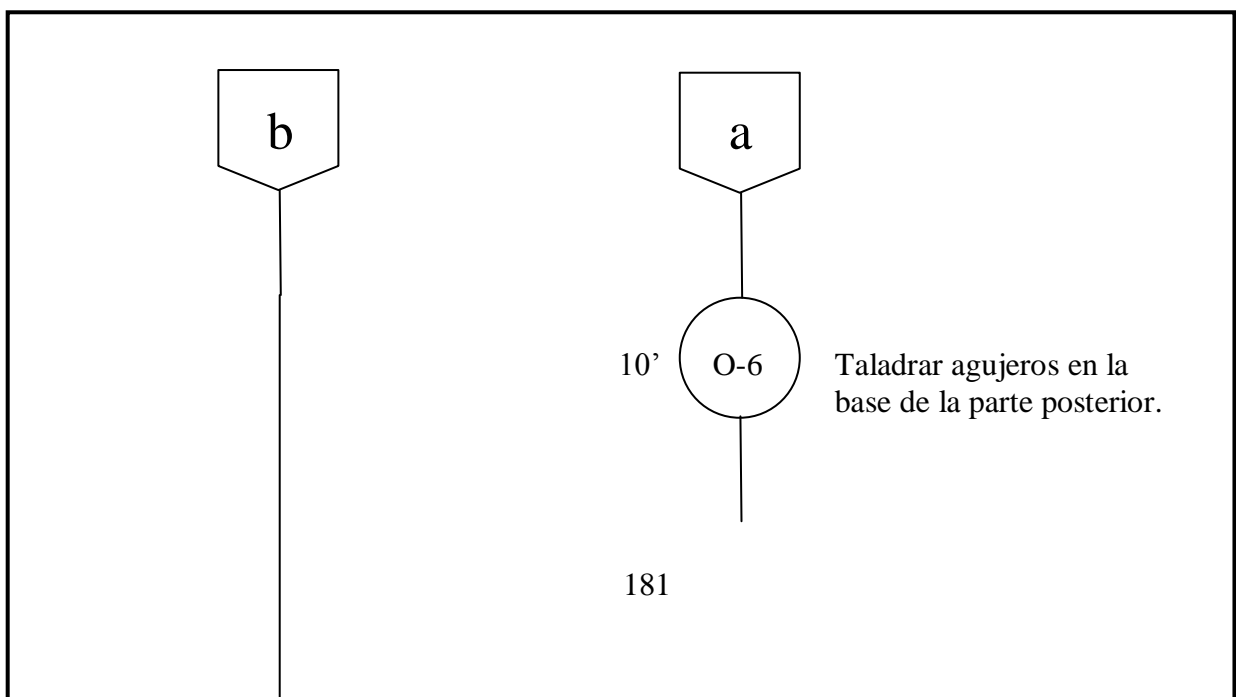 b
a
10’
O-6
Taladrar agujeros en la
base de la parte posterior.
181